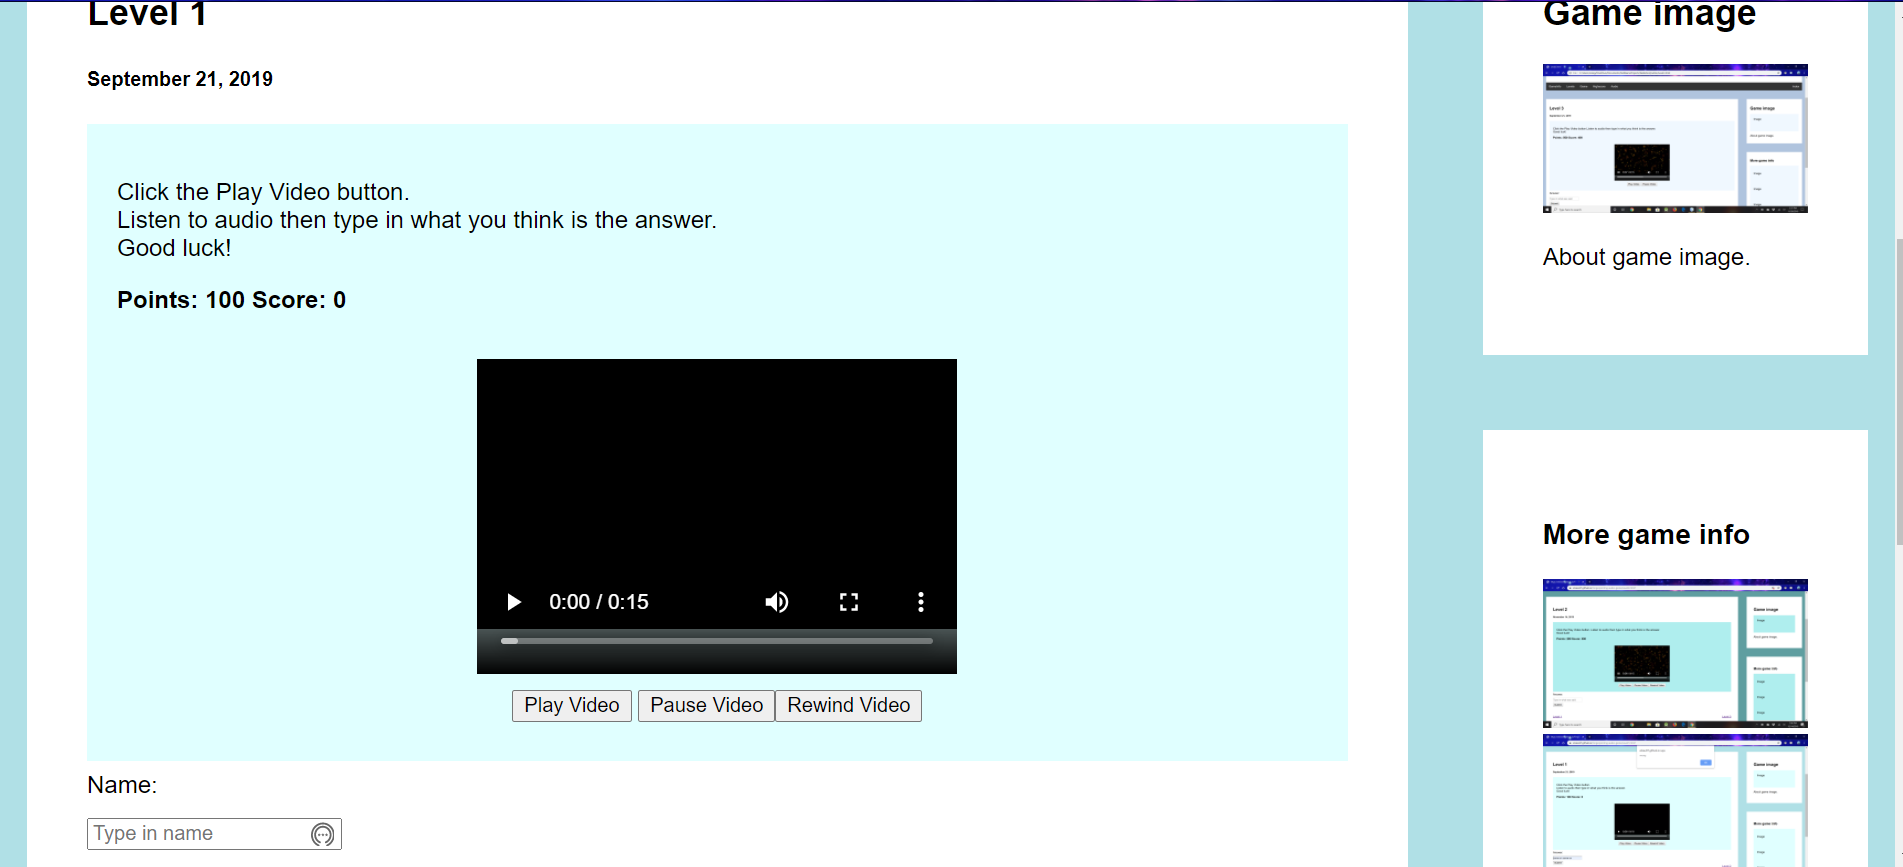 Level 1
September 21, 2019
Click the Play Video button.
Listen to audio then type in what you think is the answer.
Good luck!
Points: 100 Score: 0
0:00 / 0:15
Play Video Pause Video Rewind Video
Name:
Type in name
Game image
About game image.
More game info